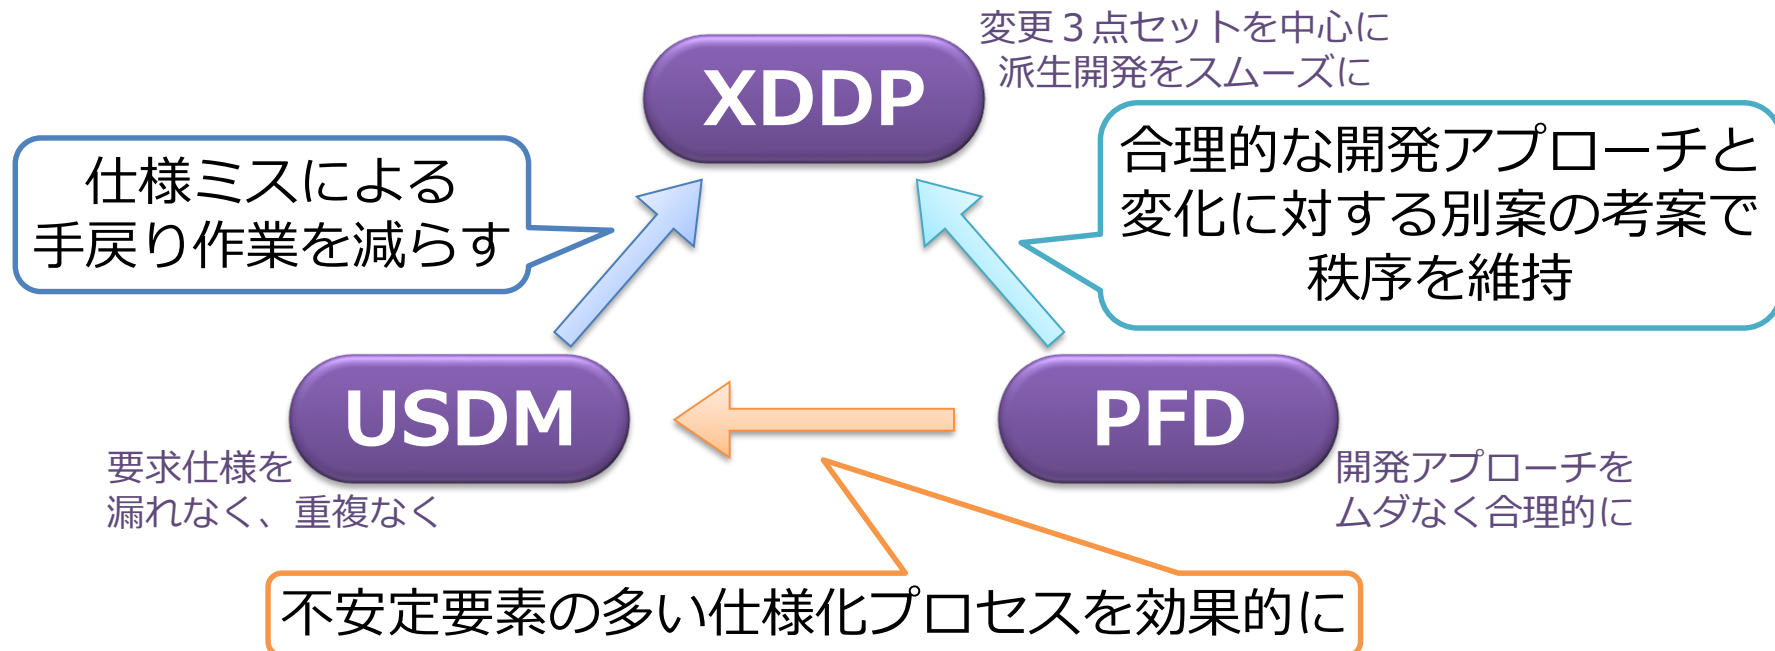 変更３点セットを中心に
派生開発をスムーズに
XDDP
合理的な開発アプローチと
変化に対する別案の考案で
秩序を維持
仕様ミスによる
手戻り作業を減らす
USDM
PFD
要求仕様を
漏れなく、重複なく
開発アプローチを
ムダなく合理的に
不安定要素の多い仕様化プロセスを効果的に